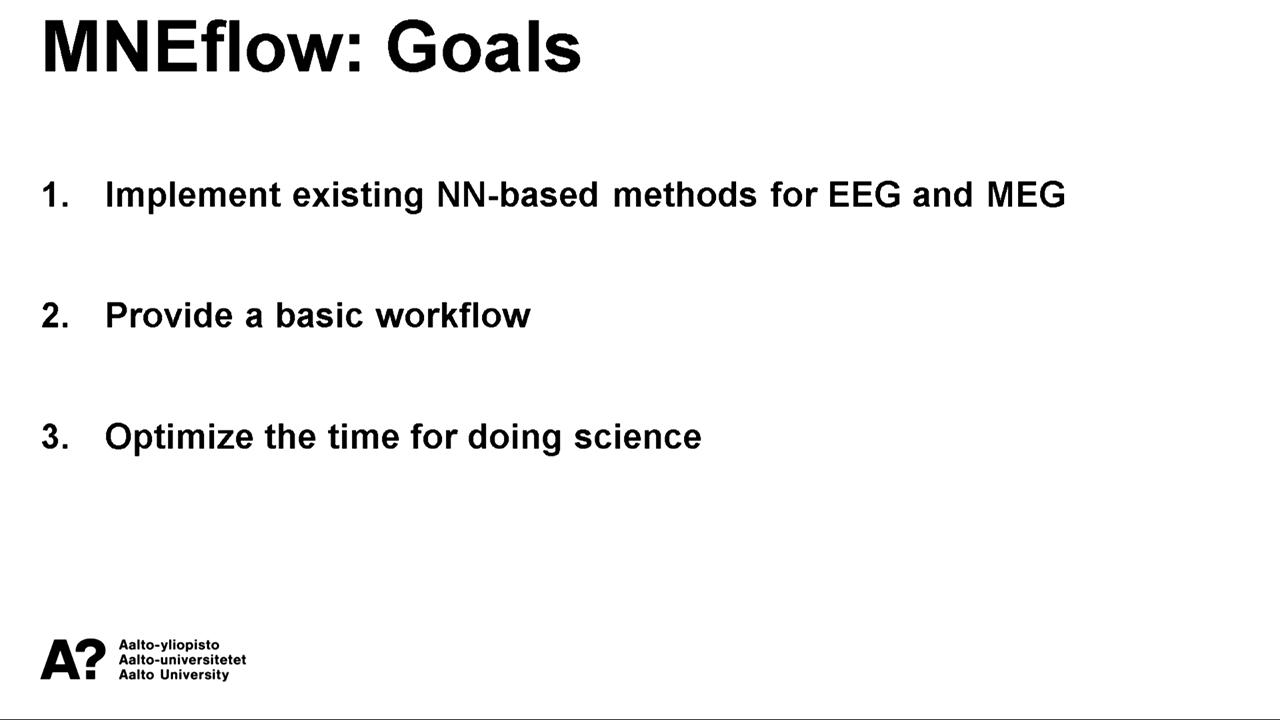 MNEflow: Goals
1. Implement existing NN-based methods for EEG and MEG
2. Provide a basic workflow
3. Optimize the time for doing science
A? Aalto-yliopisto
Aalto-universitetet
Aalto University